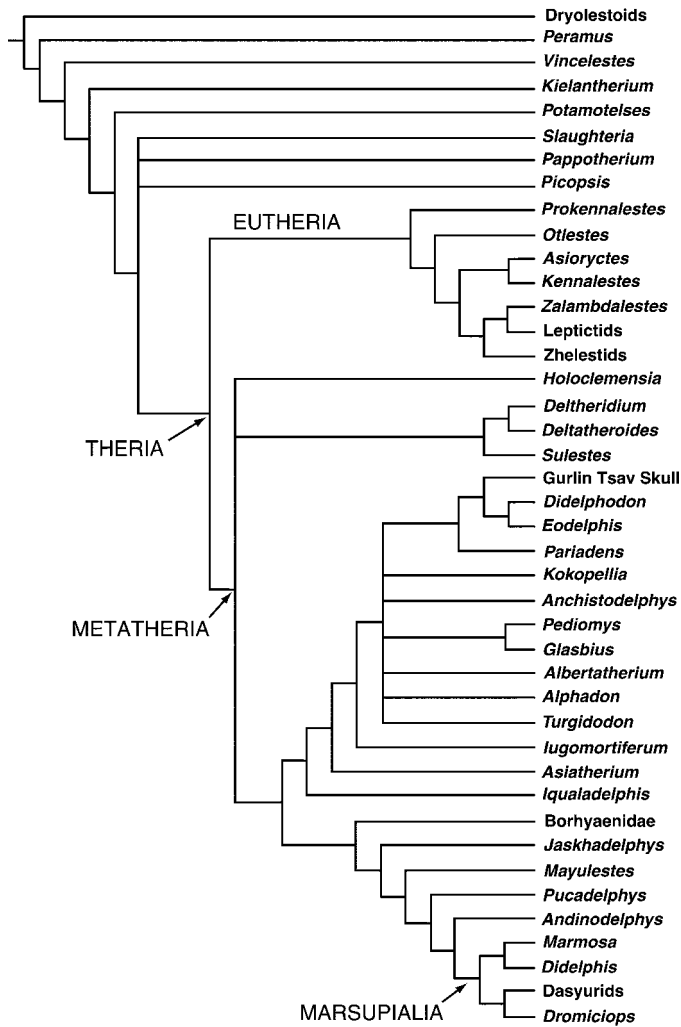 Dryolestoids
Peramus
Vincelestes
Kielantherium
Potamotelses
Slaughteria
Pappotherium
Picopsis
Prokennalestes
EUTHERIA
Otlestes
Asioryctes
Kennalestes
Zalambdalestes
Leptictids
Zhelestids
Holoclemensia
Deltheridium
Deltatheroides
THERIA
Sulestes
Gurlin Tsav Skull
Didelphodon
Eodelphis
Pariadens
Kokopellia
Anchistodelphys
Pediomys
METATHERIA
Glasbius
Albertatherium
Alphadon
Turgidodon
Iugomortiferum
Asiatherium
Iqualadelphis
Borhyaenidae
Jaskhadelphys
Mayulestes
Pucadelphys
Andinodelphys
Marmosa
Didelphis
Dasyurids
MARSUPIALIA
Dromiciops